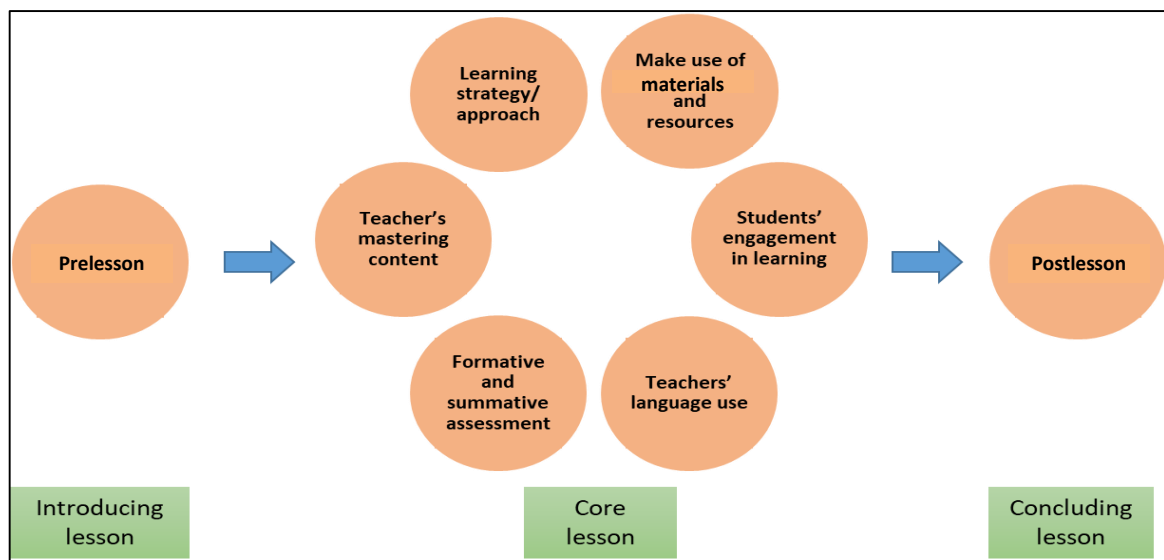 Prelesson
Learning
strategy/
approach
Make use of
materials
and
resources
Teacher’s
mastering
content
Students’
engagement
in learning
Formative
and
summative
assessment
Teachers’
language use
Postlesson
Introducing
lesson
Core
lesson
Concluding
lesson